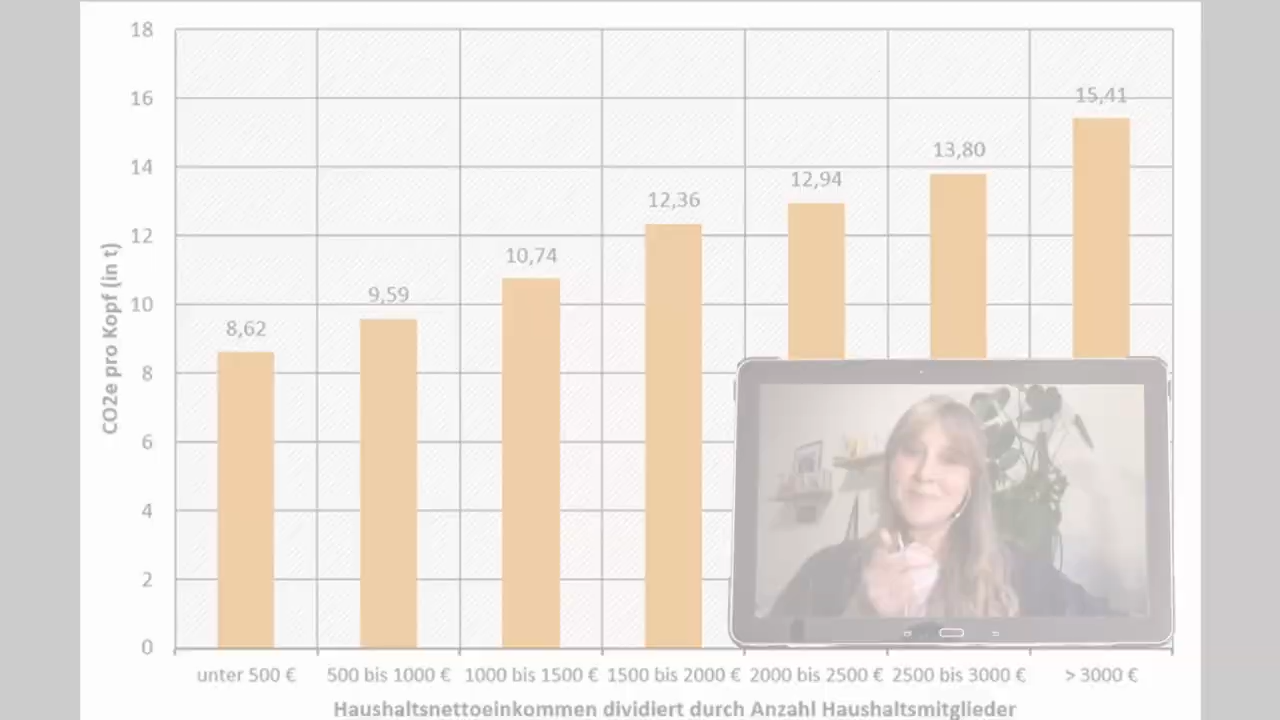 18
16
14
12
10
8
6
4
2
0
CO2e pro Kopf (in t)
8,62
9,59
10,74
12,36
12,94
13,80
15,41
unter 500 €
500 bis 1000 €
1000 bis 1500 €
1500 bis 2000 €
2000 bis 2500 €
2500 bis 3000 €
> 3000 €
Haushaltsnettoeinkommen dividiert durch Anzahl Haushaltsmitglieder